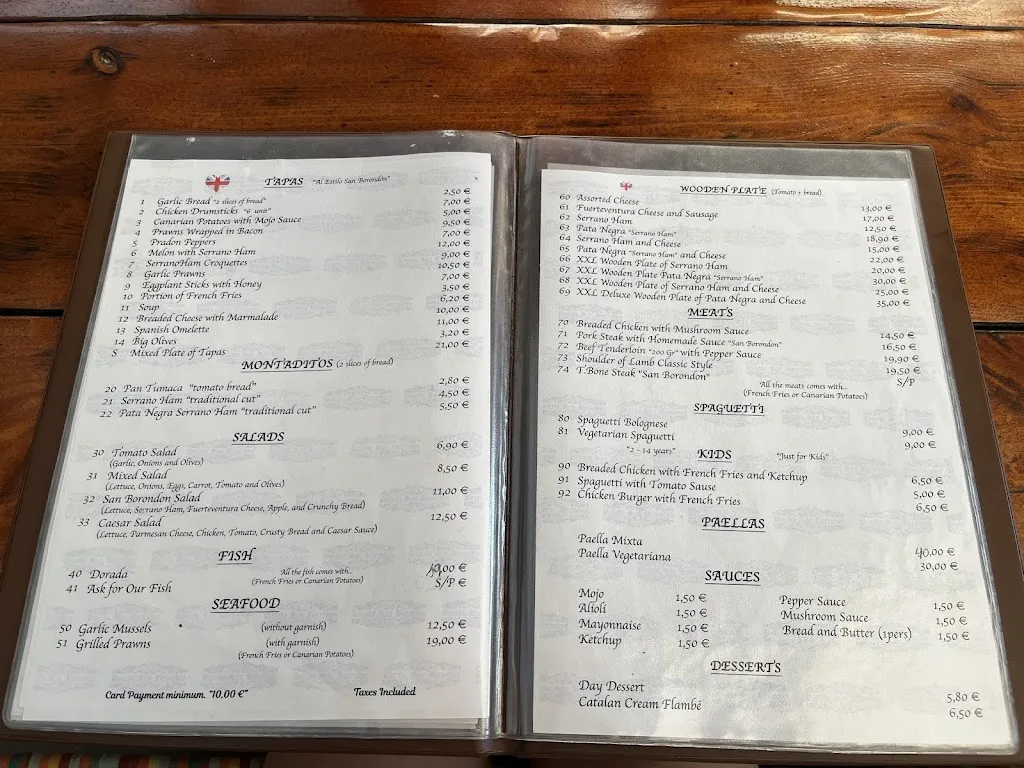 TAPAS "Al Estilo San Borondón"
1 Garlic Bread "2 slices of bread" 2,50 €
2 Chicken Drumsticks "6 unit" 7,00 €
3 Canarian Potatoes with Mojo Sauce 5,00 €
4 Prawns Wrapped in Bacon 9,50 €
5 Pradon Peppers 7,00 €
6 Melon with Serrano Ham 12,00 €
7 SerranoHam Croquettes 9,00 €
8 Garlic Prawns 10,50 €
9 Eggplant Sticks with Honey 7,00 €
10 Portion of French Fries 3,50 €
11 Soup 6,20 €
12 Breaded Cheese with Marmalade 10,00 €
13 Spanish Omelette 11,00 €
14 Big Olives 3,20 €
S Mixed Plate of Tapas 21,00 €
MONTADITOS (2 slices of bread)
20 Pan Tumaca "tomato bread" 2,80 €
21 Serrano Ham "traditional cut" 4,50 €
22 Pata Negra Serrano Ham "traditional cut" 5,50 €
SALADS
30 Tomato Salad 6,90 €
(Garlic, Onions and Olives)
31 Mixed Salad 8,50 €
(Lettuce, Onions, Eggs, Carrot, Tomato and Olives)
32 San Borondón Salad 11,00 €
(Lettuce, Serrano Ham, Fuerteventura Cheese, Apple, and Crunchy Bread)
33 Caesar Salad 12,50 €
(Lettuce, Parmesan Cheese, Chicken, Tomato, Crusty Bread and Caesar Sauce)
FISH
40 Dorada All the fish comes with.. 19,00 €
41 Ask for Our Fish (French Fries or Canarian Potatoes) S/P €
SEAFOOD
50 Garlic Mussels (without garnish) 12,50 €
51 Grilled Prawns (with garnish) 19,00 €
(French Fries or Canarian Potatoes)
Card Payment minimum. "10,00 €" Taxes Included
WOODEN PLATE (Tomato + bread)
60 Assorted Cheese 13,00 €
61 Fuerteventura Cheese and Sausage 17,00 €
62 Serrano Ham 12,50 €
63 Pata Negra "Serrano Ham" 18,90 €
64 Serrano Ham and Cheese 15,00 €
65 Pata Negra "Serrano Ham" and Cheese 22,00 €
66 XXL Wooden Plate of Serrano Ham 20,00 €
67 XXL Wooden Plate Pata Negra "Serrano Ham" 30,00 €
68 XXL Wooden Plate of Serrano Ham and Cheese 25,00 €
69 XXL Deluxe Wooden Plate of Pata Negra and Cheese 35,00 €
MEATS
70 Breaded Chicken with Mushroom Sauce 14,50 €
71 Pork Steak with Homemade Sauce "San Borondón" 16,50 €
72 Beef Tenderloin "200 Gr" with Pepper Sauce 19,90 €
73 Shoulder of Lamb Classic Style 19,50 €
74 T.Bone Steak "San Borondon" S/P
All the meats comes with..
(French Fries or Canarian Potatoes)
SPAGUETTI
80 Spaguetti Bolognese 9,00 €
81 Vegetarian Spaguetti 9,00 €
"2 - 14 years" KIDS "Just for Kids"
90 Breaded Chicken with French Fries and Ketchup 6,50 €
91 Spaguetti with Tomato Sause 5,00 €
92 Chicken Burger with French Fries 6,50 €
PAELLAS
Paella Mixta 40,00 €
Paella Vegetariana 30,00 €
SAUCES
Mojo 1,50 € Pepper Sauce 1,50 €
Alioli 1,50 € Mushroom Sauce 1,50 €
Mayonnaise 1,50 € Bread and Butter (1pers) 1,50 €
Ketchup 1,50 €
DESSERTS
Day Dessert 5,80 €
Catalan Cream Flambé 6,50 €